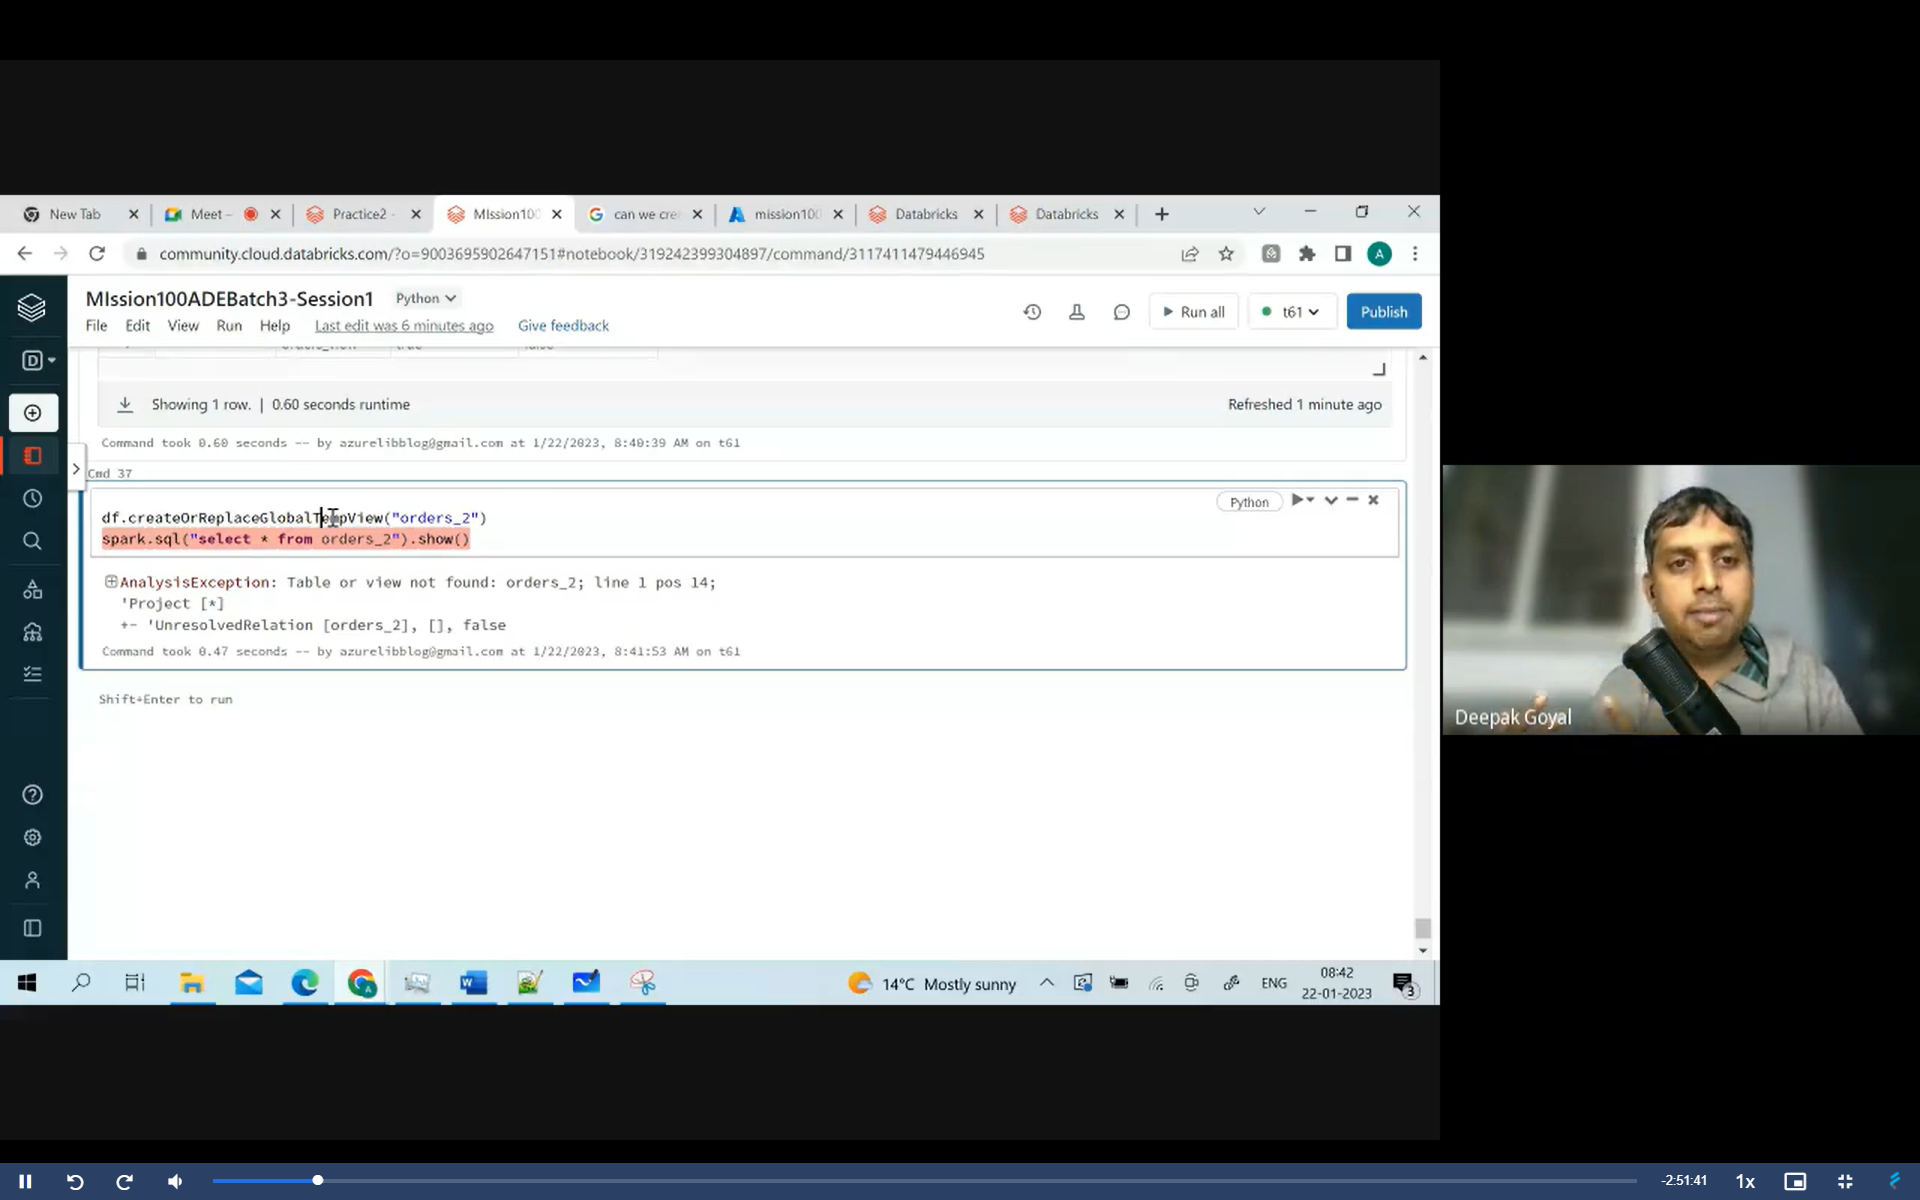 New Tab
Meet -
Practice2 -
MIssion100
can we cre
mission100
Databricks
Databricks
community.cloud.databricks.com/?o=9003695902647151#notebook/319242399304897/command/3117411479446945
A
MIssion100ADEBatch3-Session1
Python
File
Edit
View
Run
Help
Last edit was 6 minutes ago
Give feedback
Run all
t61
Publish
D
Showing 1 row. | 0.60 seconds runtime
Refreshed 1 minute ago
Command took 0.60 seconds -- by azurelibblog@gmail.com at 1/22/2023, 8:40:39 AM on t61
Cmd 37
Python
df.createOrReplaceGlobalTempView("orders_2")
spark.sql("select * from orders_2").show()
AnalysisException: Table or view not found: orders_2; line 1 pos 14;
'Project [*]
+- 'UnresolvedRelation [orders_2], [], false
Command took 0.47 seconds -- by azurelibblog@gmail.com at 1/22/2023, 8:41:53 AM on t61
Shift+Enter to run
Deepak Goyal
14°C Mostly sunny
ENG
08:42
22-01-2023
3
-2:51:41
1x